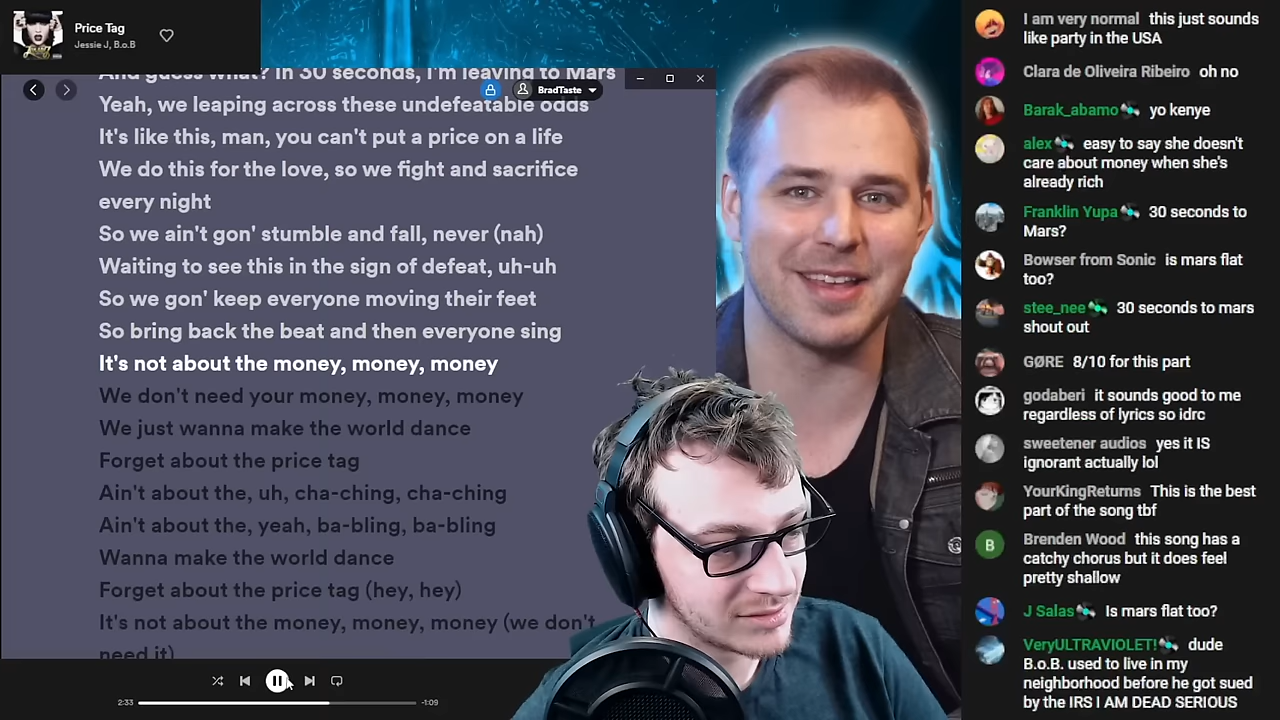 Price Tag
Jessie J, B.o.B
And guess what? In 30 seconds, I'm leaving to Mars
BradTaste
Yeah, we leaping across these undefeatable odds
It's like this, man, you can't put a price on a life
We do this for the love, so we fight and sacrifice
every night
So we ain't gon' stumble and fall, never (nah)
Waiting to see this in the sign of defeat, uh-uh
So we gon' keep everyone moving their feet
So bring back the beat and then everyone sing
It's not about the money, money, money
We don't need your money, money, money
We just wanna make the world dance
Forget about the price tag
Ain't about the, uh, cha-ching, cha-ching
Ain't about the, yeah, ba-bling, ba-bling
Wanna make the world dance
Forget about the price tag (hey, hey)
It's not about the money, money, money (we don't
need it)
2:33
-1:09
I am very normal this just sounds
like party in the USA
Clara de Oliveira Ribeiro oh no
Barak_abamo yo kenye
alex easy to say she doesn't
care about money when she's
already rich
Franklin Yupa 30 seconds to
Mars?
Bowser from Sonic is mars flat
too?
stee_nee 30 seconds to mars
shout out
GØRE 8/10 for this part
godaberi it sounds good to me
regardless of lyrics so idrc
sweetener audios yes it IS
ignorant actually lol
YourKingReturns This is the best
part of the song tbf
B
Brenden Wood this song has a
catchy chorus but it does feel
pretty shallow
J Salas Is mars flat too?
VeryULTRAVIOLET! dude
B.o.B. used to live in my
neighborhood before he got sued
by the IRS I AM DEAD SERIOUS